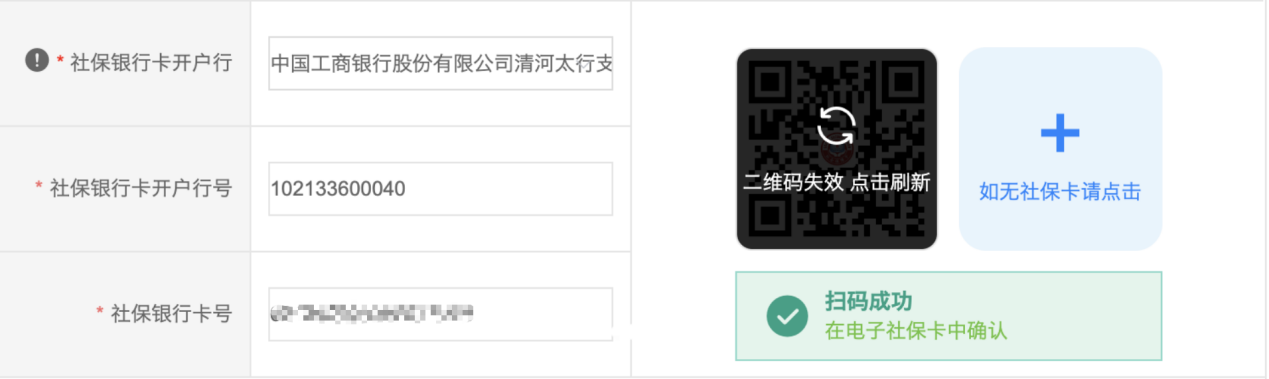 * 社保银行卡开户行
中国工商银行股份有限公司清河太行支
* 社保银行卡开户行号
102133600040
* 社保银行卡号
二维码失效 点击刷新
如无社保卡请点击
扫码成功
在电子社保卡中确认